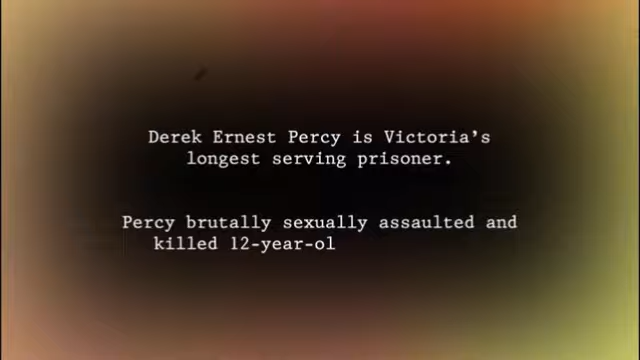 Derek Ernest Percy is Victoria's
longest serving prisoner.
Percy brutally sexually assaulted and
killed 12-year-ol